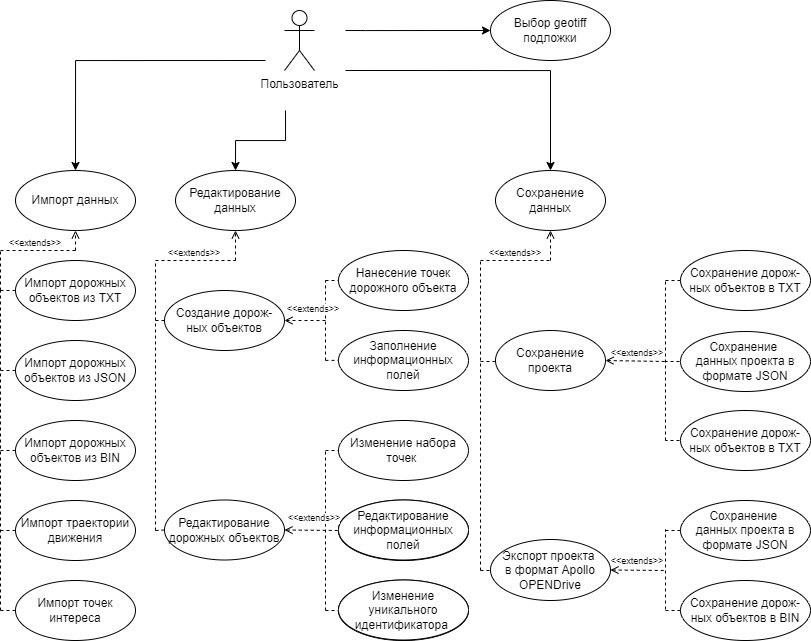 Выбор geotiff
подложки
Пользователь
Импорт данных
Редактирование
данных
Сохранение
данных
<<extends>>
<<extends>>
<<extends>>
Импорт дорожных
объектов из TXT
Импорт дорожных
объектов из JSON
Импорт дорожных
объектов из BIN
Импорт траектории
движения
Импорт точек
интереса
Создание дорож-
ных объектов
<<extends>>
Нанесение точек
дорожного объекта
Заполнение
информационных
полей
Редактирование
дорожных объектов
<<extends>>
Изменение набора
точек
Редактирование
информационных
полей
Изменение
уникального
идентификатора
Сохранение
проекта
<<extends>>
Сохранение дорож-
ных объектов в TXT
Сохранение
данных проекта в
формате JSON
Сохранение дорож-
ных объектов в TXT
Экспорт проекта
в формат Apollo
OPENDrive
<<extends>>
Сохранение
данных проекта в
формате JSON
Сохранение дорож-
ных объектов в BIN